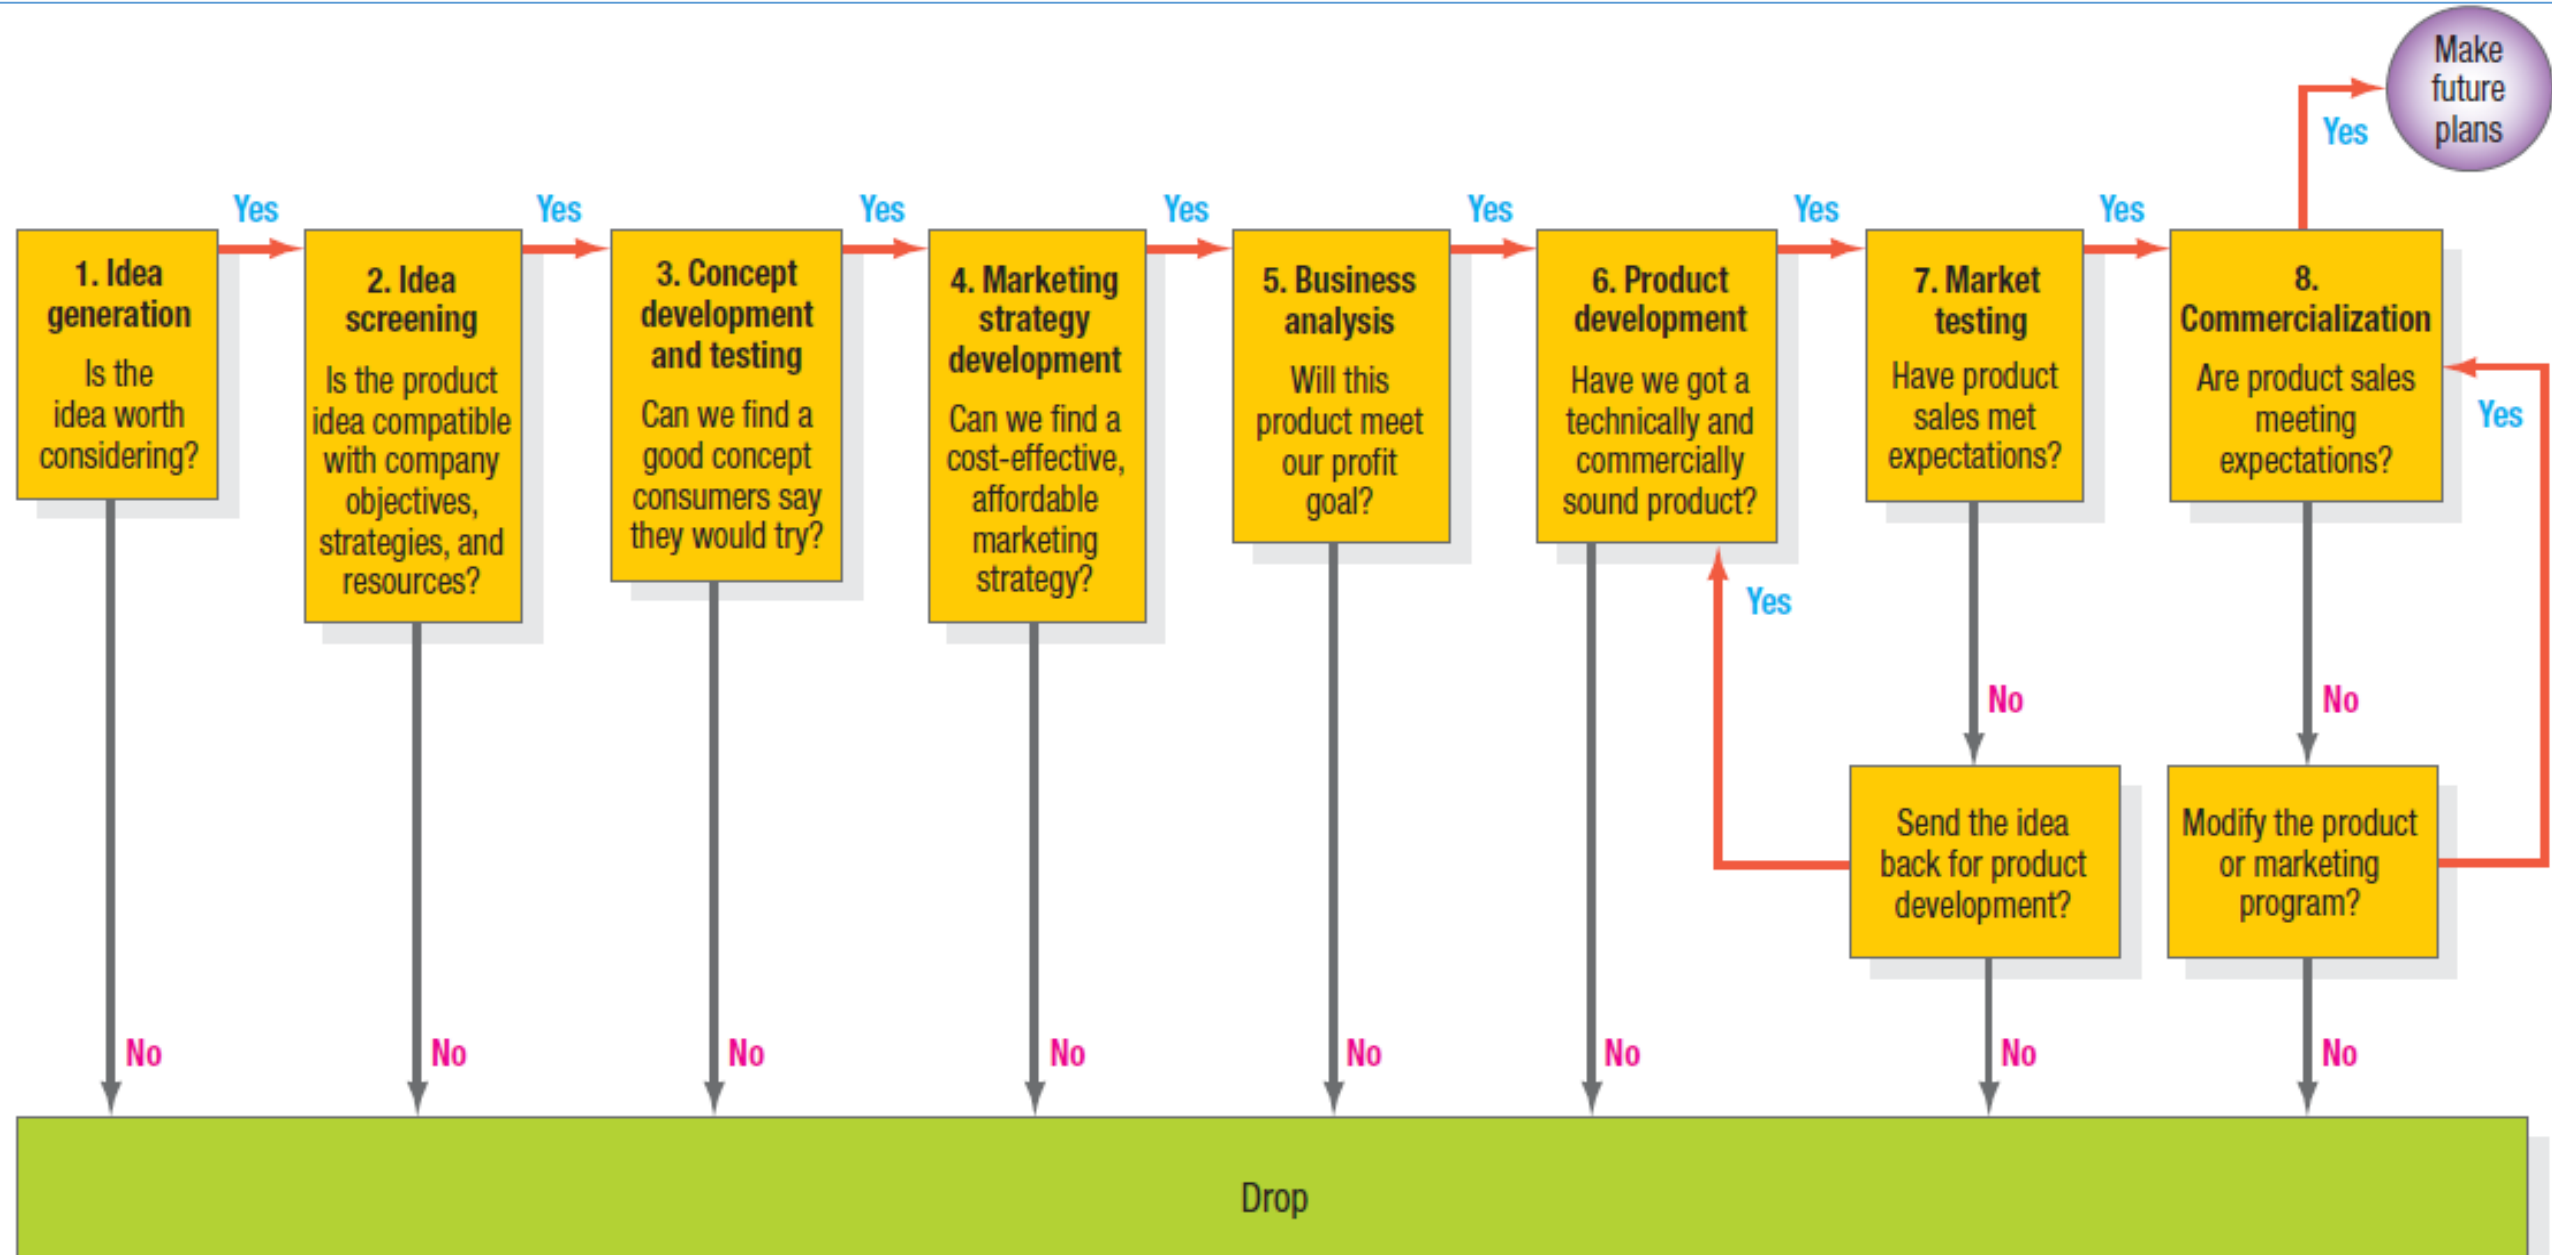 Make
future
plans
Yes
Yes
Yes
Yes
Yes
Yes
Yes
Yes
1. Idea
generation
Is the
idea worth
considering?
2. Idea
screening
Is the product
idea compatible
with company
objectives,
strategies, and
resources?
3. Concept
development
and testing
Can we find a
good concept
consumers say
they would try?
4. Marketing
strategy
development
Can we find a
cost-effective,
affordable
marketing
strategy?
5. Business
analysis
Will this
product meet
our profit
goal?
6. Product
development
Have we got a
technically and
commercially
sound product?
7. Market
testing
Have product
sales met
expectations?
8.
Commercialization
Are product sales
meeting
expectations?
Yes
Yes
No
No
Send the idea
back for product
development?
Modify the product
or marketing
program?
No
No
No
No
No
No
No
No
Drop